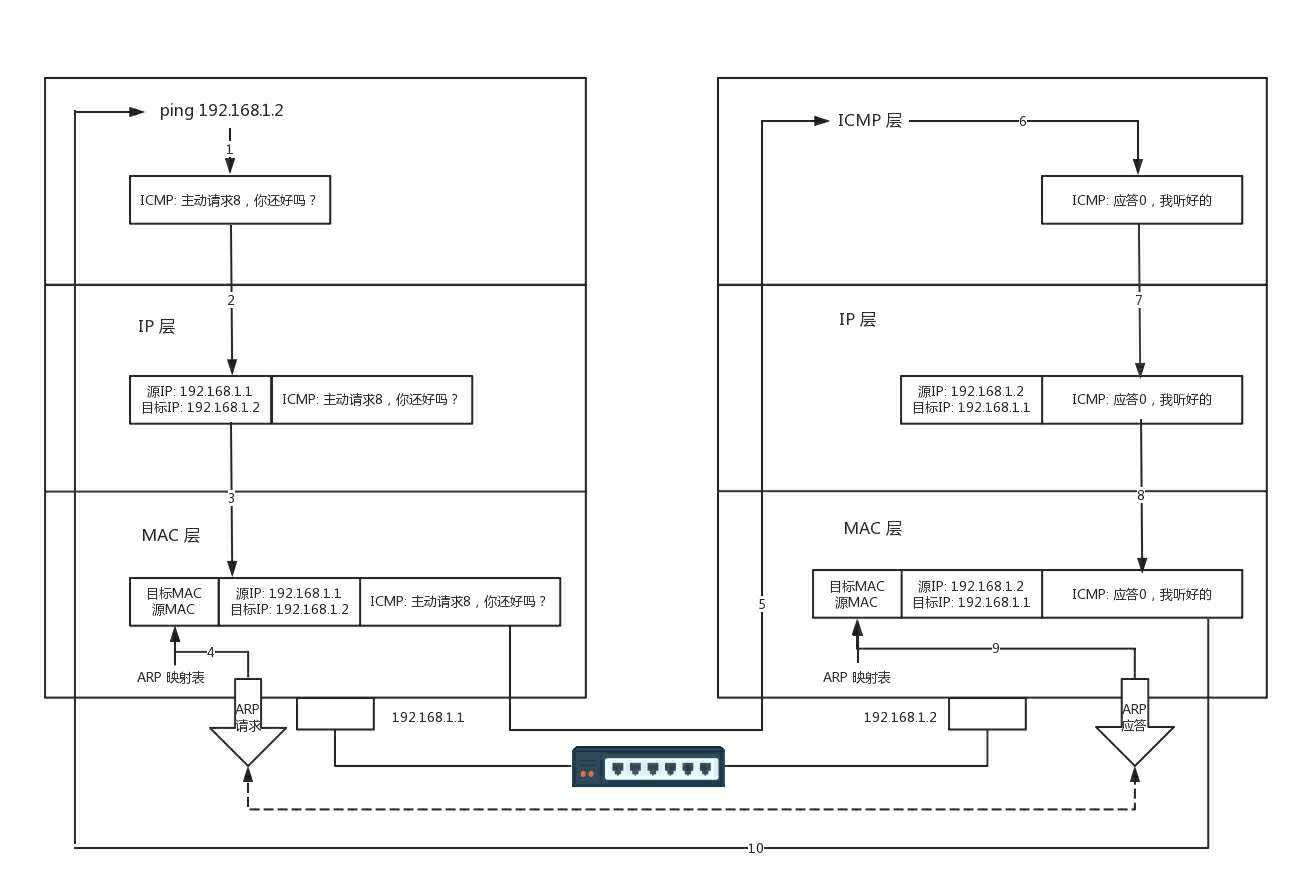 ping 192.168.1.2
1
ICMP: 主动请求8，你还好吗？
2
IP 层
源IP: 192.168.1.1
目标IP: 192.168.1.2
ICMP: 主动请求8，你还好吗？
3
MAC 层
目标MAC
源MAC
源IP: 192.168.1.1
目标IP: 192.168.1.2
ICMP: 主动请求8，你还好吗？
4
ARP 映射表
ARP
请求
192.168.1.1
5
ICMP 层
6
ICMP: 应答0，我听好的
7
IP 层
源IP: 192.168.1.2
目标IP: 192.168.1.1
ICMP: 应答0，我听好的
8
MAC 层
目标MAC
源MAC
源IP: 192.168.1.2
目标IP: 192.168.1.1
ICMP: 应答0，我听好的
9
ARP 映射表
ARP
应答
192.168.1.2
10